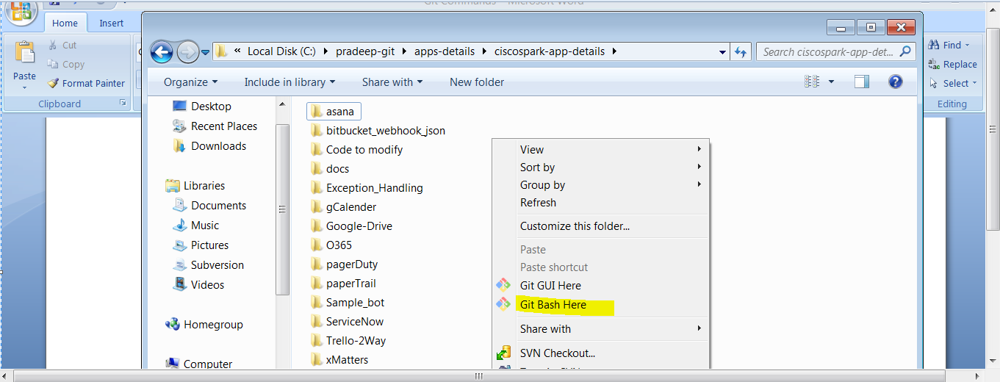 Git Commands - Microsoft Word
Home Insert
Cut
Copy
Paste
Format Painter
Clipboard
« Local Disk (C:) pradeep-git apps-details ciscospark-app-details
Search ciscospark-app-det...
Find
Replace
Select
Editing
Organize Include in library Share with New folder
Desktop
Recent Places
Downloads
Libraries
Documents
Music
Pictures
Subversion
Videos
Homegroup
Computer
asana
bitbucket_webhook_json
Code to modify
docs
Exception_Handling
gCalender
Google-Drive
O365
pagerDuty
paperTrail
Sample_bot
ServiceNow
Trello-2Way
xMatters
View
Sort by
Group by
Refresh
Customize this folder...
Paste
Paste shortcut
Git GUI Here
Git Bash Here
Share with
SVN Checkout...